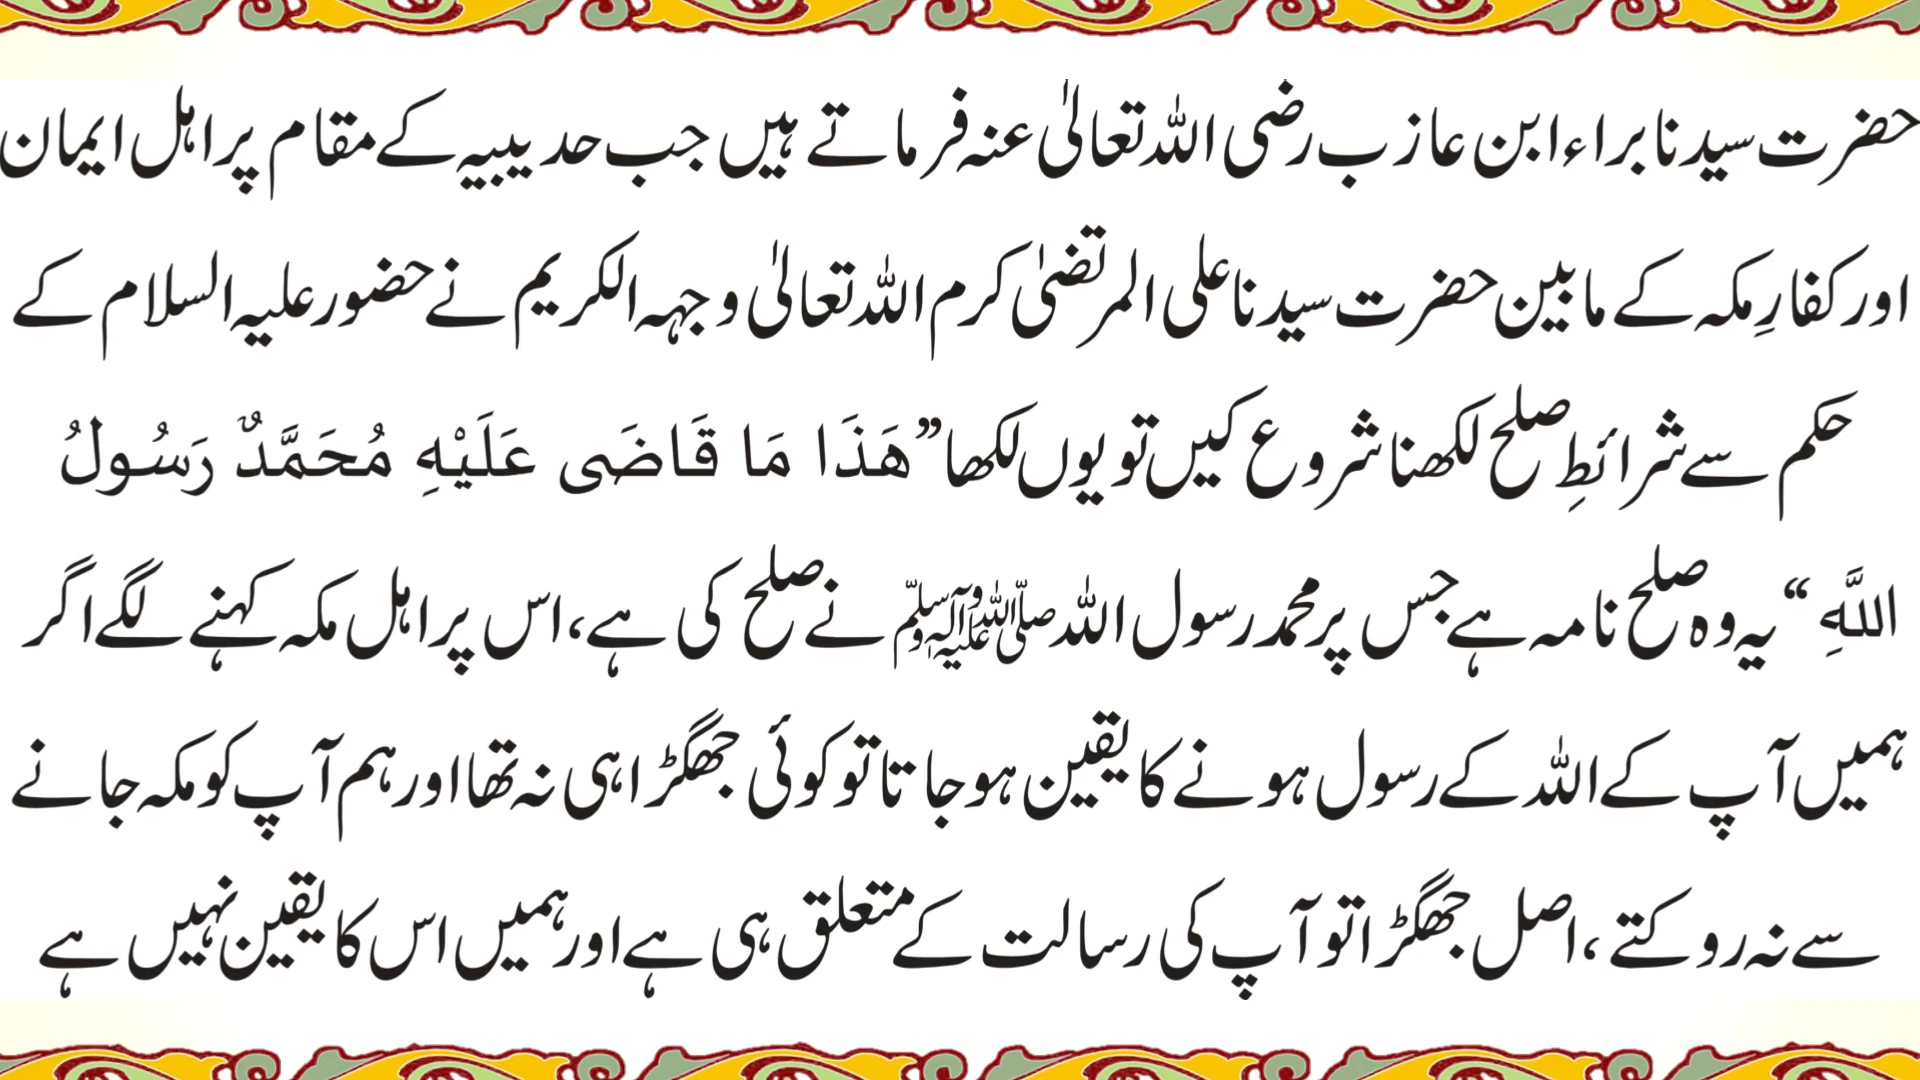 حضرت سیدنا براء ابن عازب رضی اللہ تعالیٰ عنہ فرماتے ہیں جب حدیبیہ کے مقام پر اہل ایمان
اور کفارِ مکہ کے مابین حضرت سیدنا علی المرتضیٰ کرم اللہ تعالیٰ وجہہ الکریم نے حضور علیہ السلام کے
حکم سے شرائطِ صلح لکھنا شروع کیں تو یوں لکھا ”هَذَا مَا قَاضَى عَلَيْهِ مُحَمَّدٌ رَسُولُ
اللَّهِ “ یہ وہ صلح نامہ ہے جس پر محمد رسول اللہ صلی اللہ علیہ وآلہ وسلم نے صلح کی ہے، اس پر اہل مکہ کہنے لگے اگر
ہمیں آپ کے اللہ کے رسول ہونے کا یقین ہو جاتا تو کوئی جھگڑا ہی نہ تھا اور ہم آپ کو مکہ جانے
سے نہ روکتے ، اصل جھگڑا تو آپ کی رسالت کے متعلق ہی ہے اور ہمیں اس کا یقین نہیں ہے